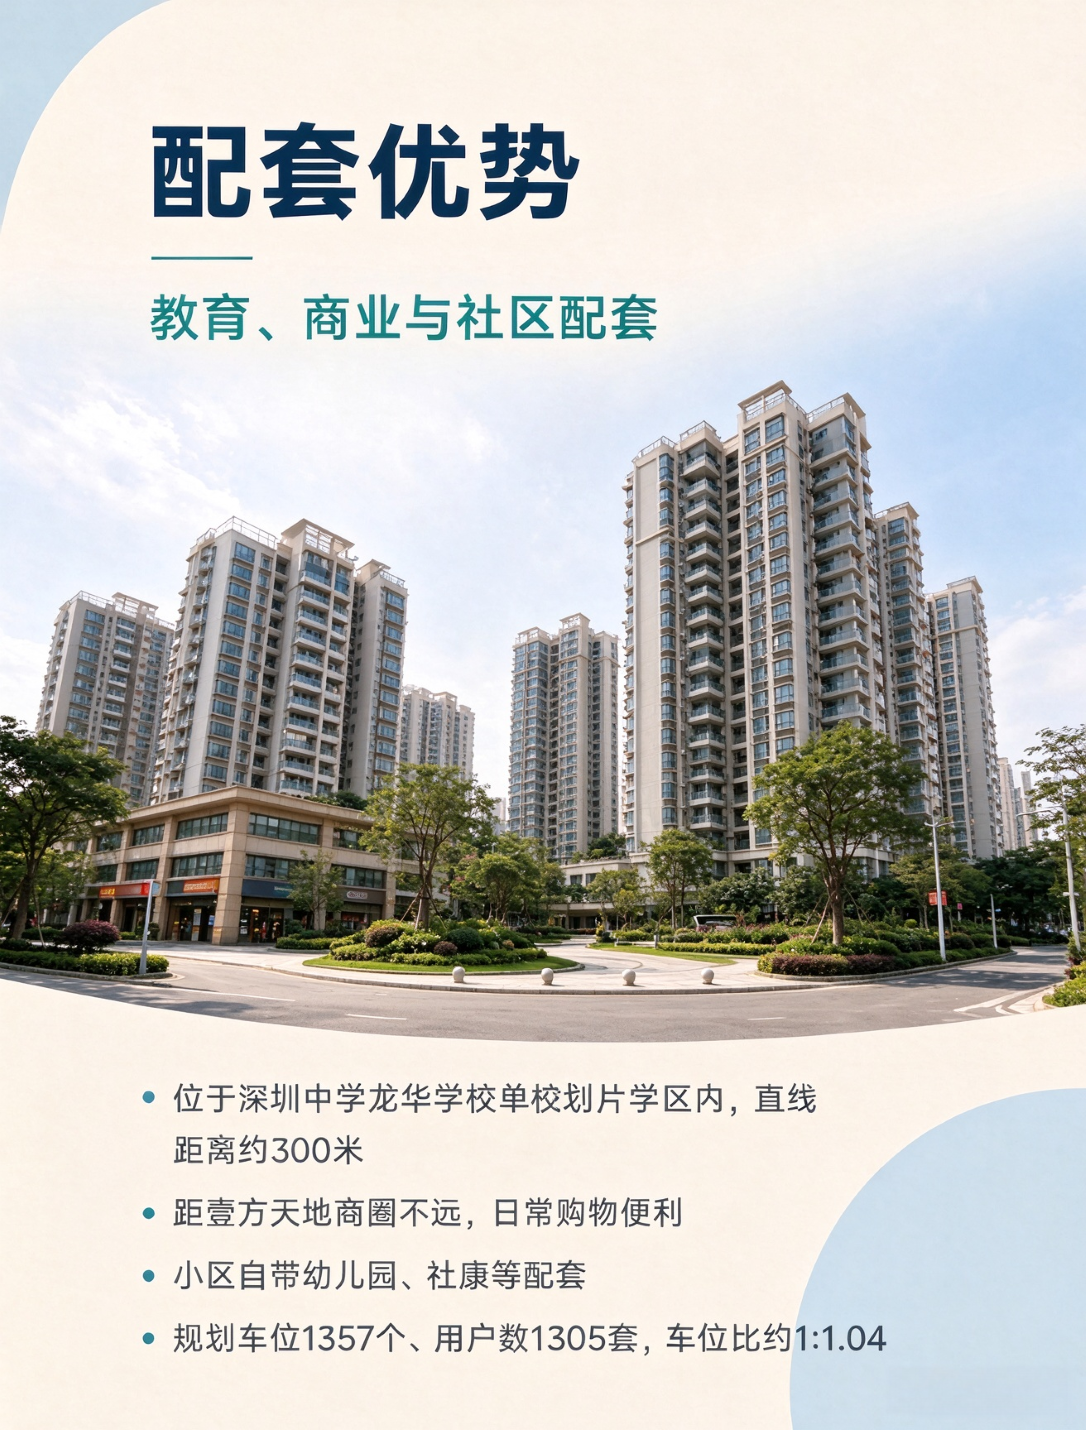 配套优势
教育、商业与社区配套
• 位于深圳中学龙华学校单校划片学区内，直线
距离约300米
• 距壹方天地商圈不远，日常购物便利
• 小区自带幼儿园、社康等配套
• 规划车位1357个、用户数1305套，车位比约1:1.04